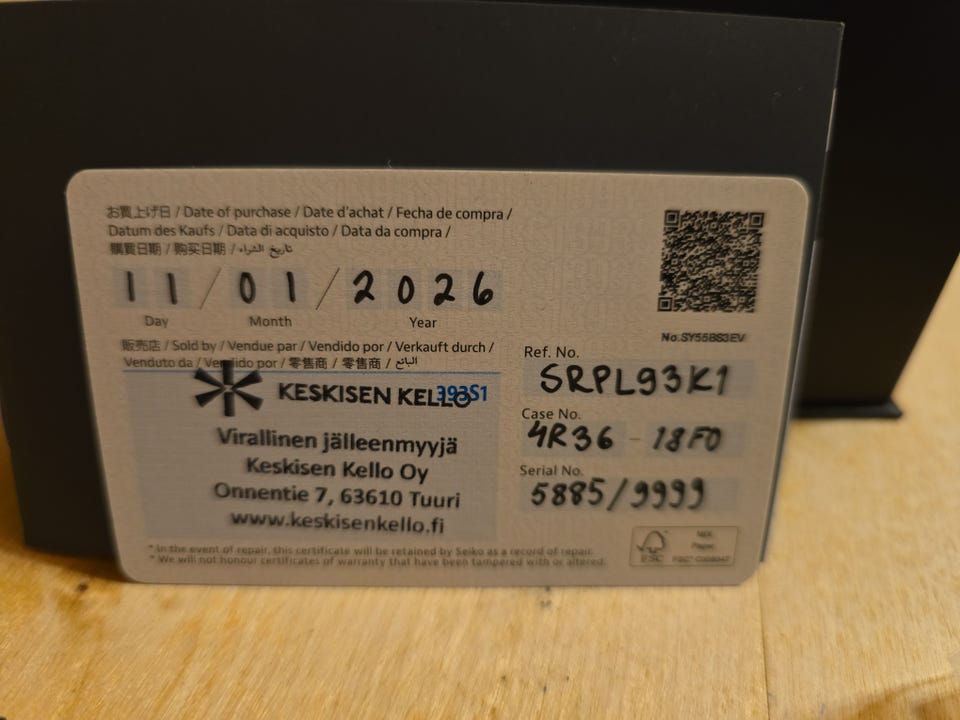 お買上げ日 / Date of purchase / Date d'achat / Fecha de compra /
Datum des Kaufs / Data di acquisto / Data da compra /
購買日期 / 购买日期 / تاريخ الشراء
11 / 01 / 2026
Day Month Year
販売店 / Sold by / Vendue par / Vendido por / Verkauft durch /
Venduto da / Vendido por / 零售商 / 零售商 / البائع
KESKISEN KELLO 393S1
Virallinen jälleenmyyjä
Keskisen Kello Oy
Onnentie 7, 63610 Tuuri
www.keskisenkello.fi
No.SY55BS3EV
Ref. No.
SRPL93K1
Case No.
4R36 - 18F0
Serial No.
5885/9999
* In the event of repair, this certificate will be retained by Seiko as a record of repair.
* We will not honour certificates of warranty that have been tampered with or altered.
FSC
MIX
Paper